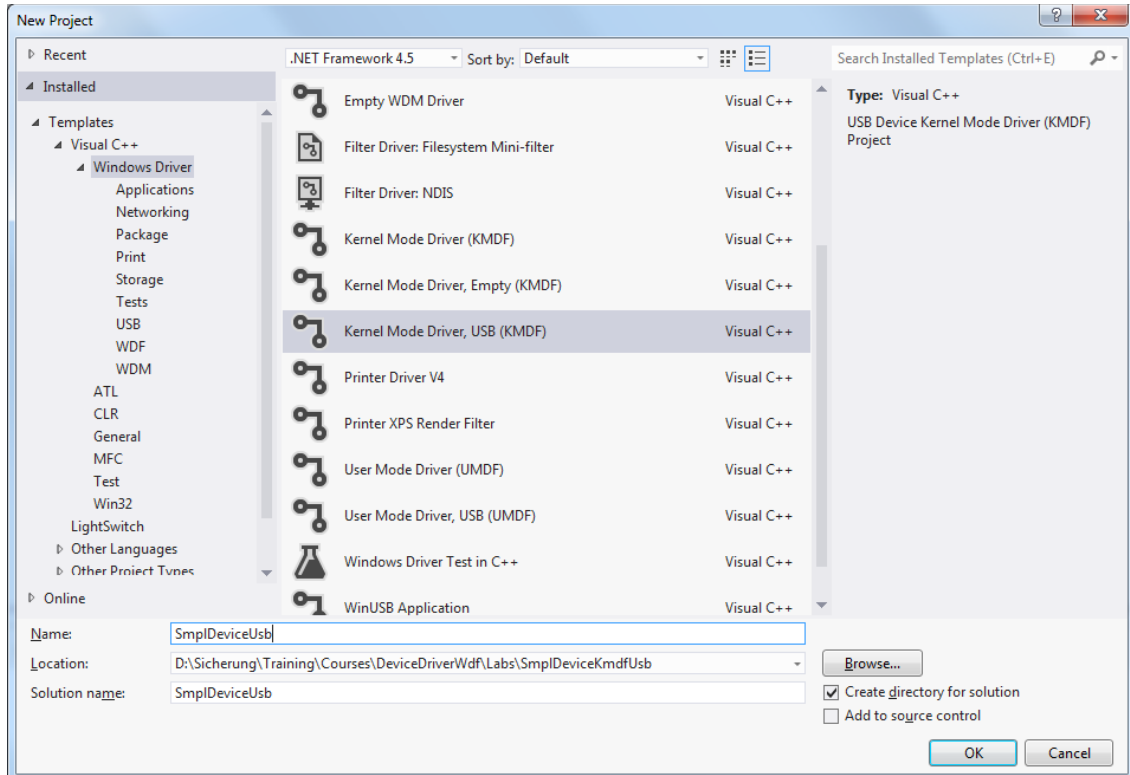 New Project
Recent
.NET Framework 4.5 Sort by: Default
Search Installed Templates (Ctrl+E)
Installed
Templates
Visual C++
Windows Driver
Applications
Networking
Package
Print
Storage
Tests
USB
WDF
WDM
ATL
CLR
General
MFC
Test
Win32
LightSwitch
Other Languages
Other Project Types
Online
Empty WDM Driver Visual C++
Filter Driver: Filesystem Mini-filter Visual C++
Filter Driver: NDIS Visual C++
Kernel Mode Driver (KMDF) Visual C++
Kernel Mode Driver, Empty (KMDF) Visual C++
Kernel Mode Driver, USB (KMDF) Visual C++
Printer Driver V4 Visual C++
Printer XPS Render Filter Visual C++
User Mode Driver (UMDF) Visual C++
User Mode Driver, USB (UMDF) Visual C++
Windows Driver Test in C++ Visual C++
WinUSB Application Visual C++
Type: Visual C++
USB Device Kernel Mode Driver (KMDF)
Project
Name: SmplDeviceUsb
Location: D:\Sicherung\Training\Courses\DeviceDriverWdf\Labs\SmplDeviceKmdfUsb
Browse...
Solution name: SmplDeviceUsb
Create directory for solution
Add to source control
OK Cancel